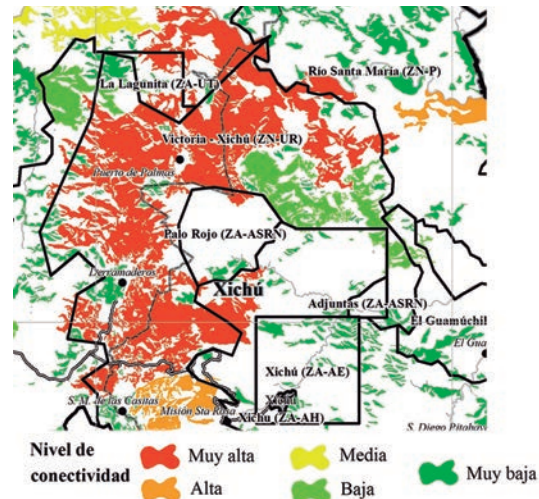 La Lagunita (ZA-UT)
Río Santa María (ZN-P)
Victoria - Xichú (ZN-UR)
Puerto de Palmas
Palo Rojo (ZA-ASRN)
Derramaderos
Xichú
Adjuntas (ZA-ASRN)
El Guamúchil
El Gua
Xichú (ZA-AE)
Xichú
S. M. de las Casitas
Misión Sta Rosa
Xichú (ZA-AH)
S. Diego Pitahaya
Nivel de
conectividad
Muy alta
Media
Muy baja
Alta
Baja